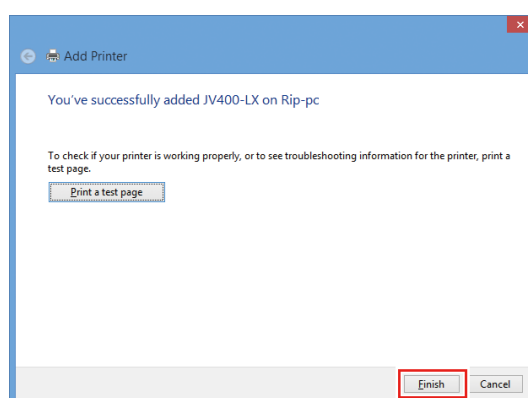 Add Printer
You've successfully added JV400-LX on Rip-pc
To check if your printer is working properly, or to see troubleshooting information for the printer, print a
test page.
Print a test page
Finish Cancel